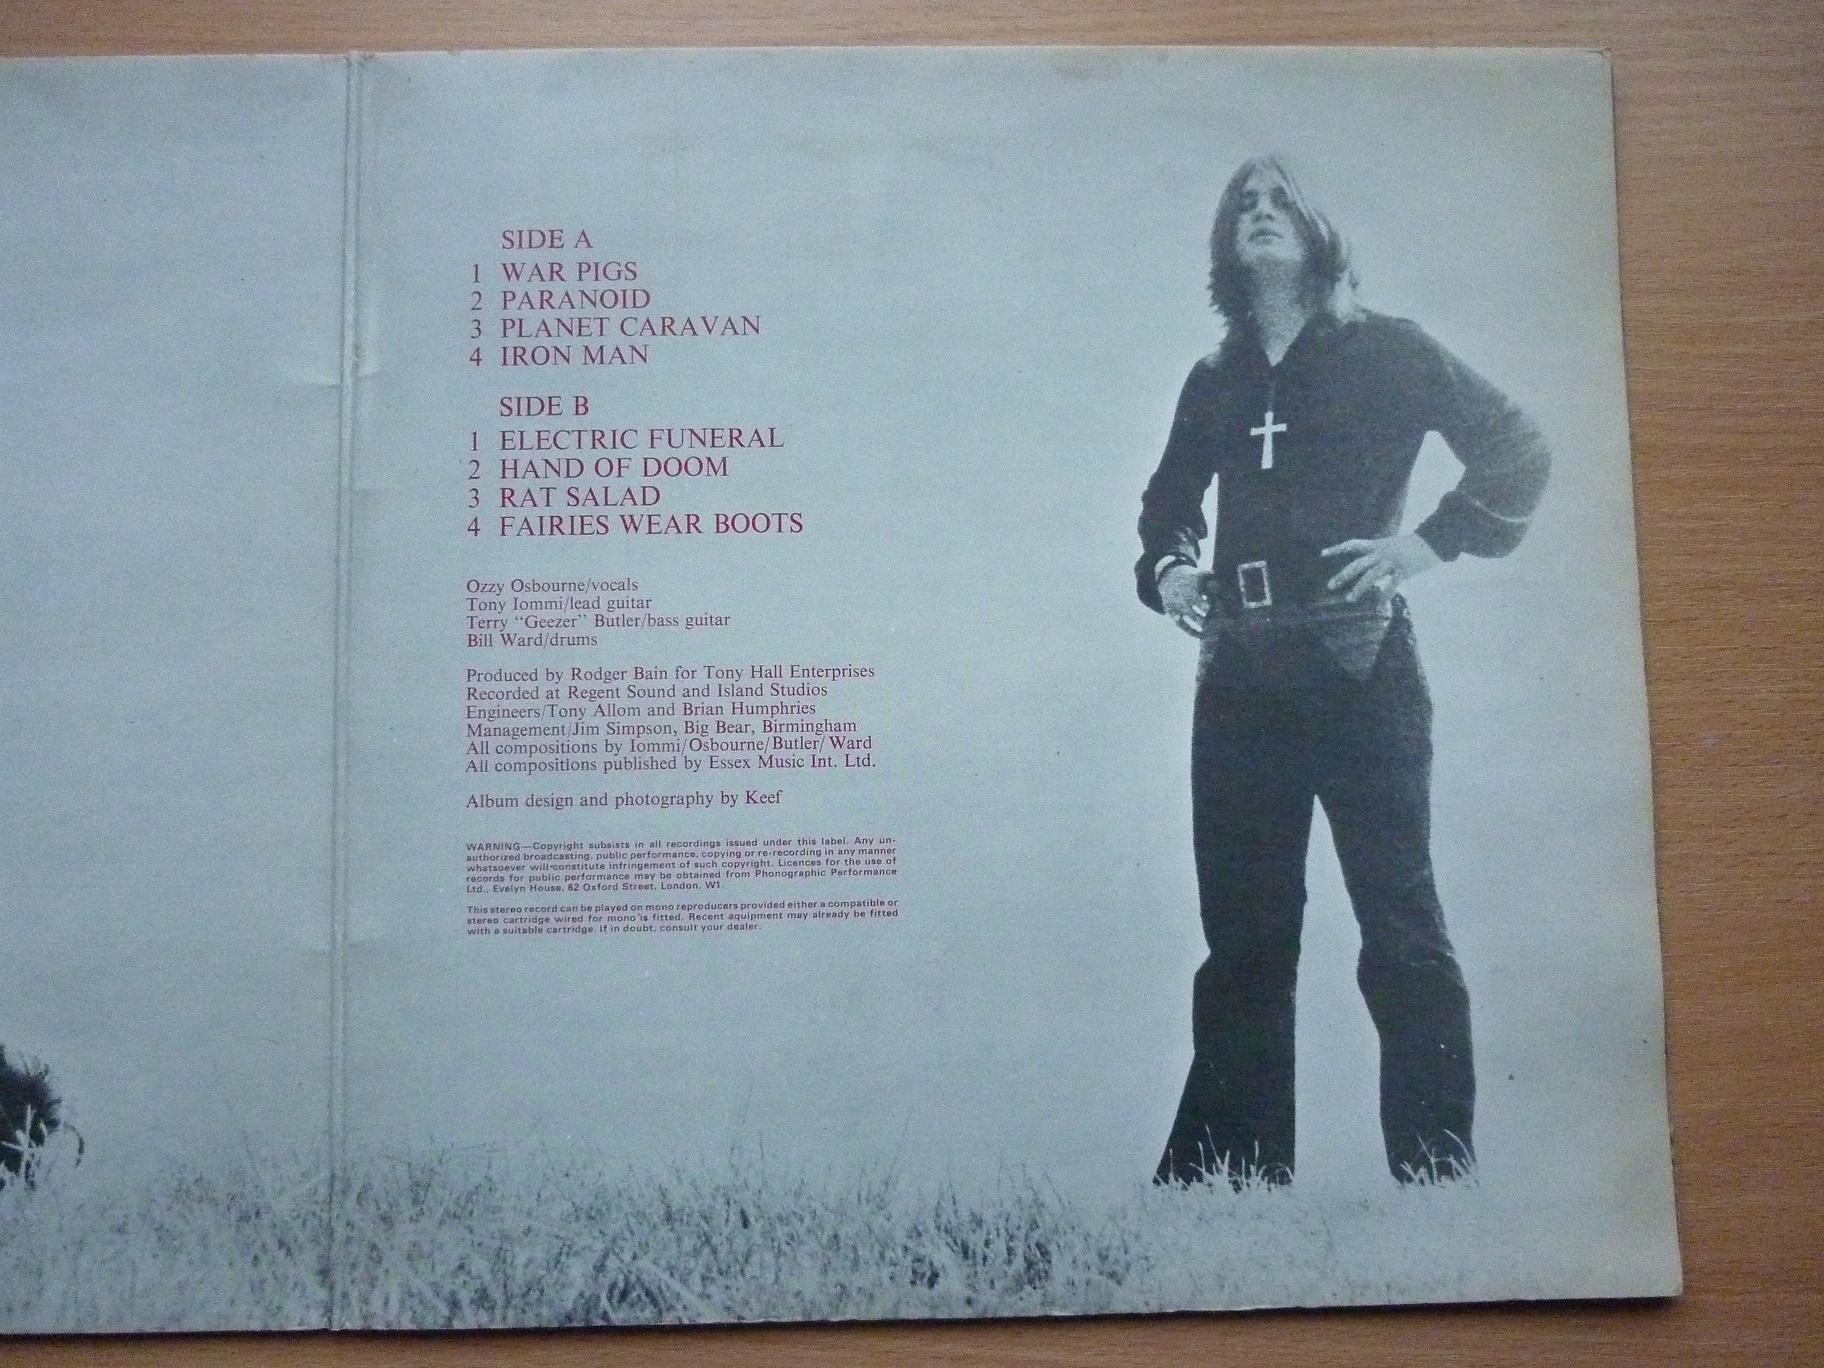 SIDE A
1 WAR PIGS
2 PARANOID
3 PLANET CARAVAN
4 IRON MAN
SIDE B
1 ELECTRIC FUNERAL
2 HAND OF DOOM
3 RAT SALAD
4 FAIRIES WEAR BOOTS
Ozzy Osbourne/vocals
Tony Iommi/lead guitar
Terry “Geezer” Butler/bass guitar
Bill Ward/drums
Produced by Rodger Bain for Tony Hall Enterprises
Recorded at Regent Sound and Island Studios
Engineers/Tony Allom and Brian Humphries
Management/Jim Simpson, Big Bear, Birmingham
All compositions by Iommi/Osbourne/Butler/Ward
All compositions published by Essex Music Int. Ltd.
Album design and photography by Keef
WARNING—Copyright subsists in all recordings issued under this label. Any un-
authorized broadcasting, public performance, copying or re-recording in any manner
whatsoever will constitute infringement of such copyright. Licences for the use of
records for public performance may be obtained from Phonographic Performance
Ltd., Evelyn House, 62 Oxford Street, London, W1.
This stereo record can be played on mono reproducers provided either a compatible or
stereo cartridge wired for mono is fitted. Recent equipment may already be fitted
with a suitable cartridge. If in doubt, consult your dealer.